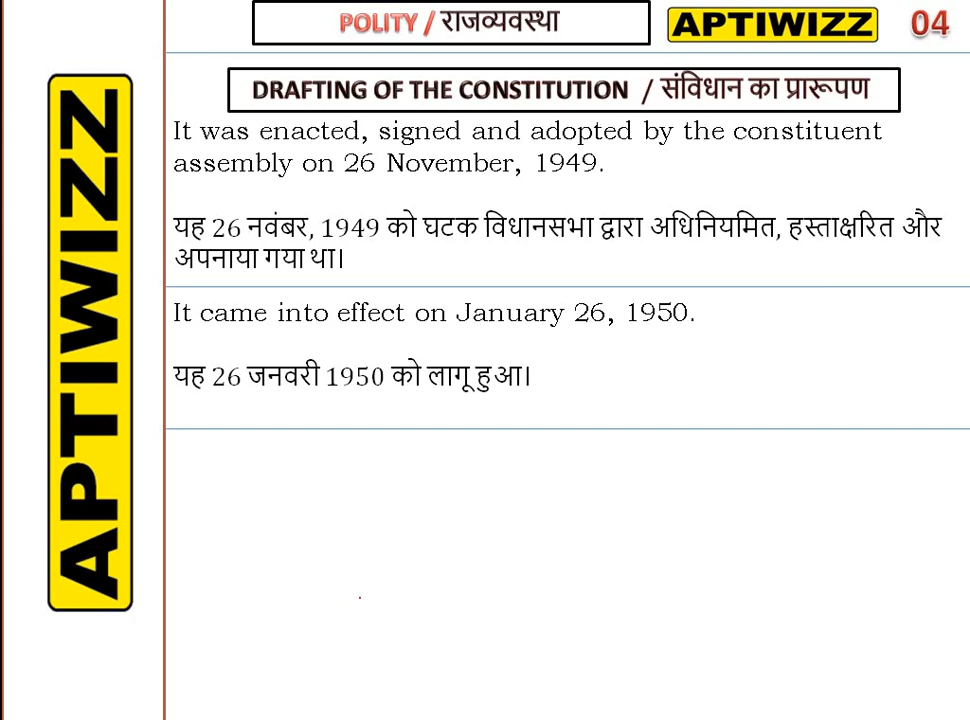 POLITY / राजव्यवस्था
APTIWIZZ
04
APTIWIZZ
DRAFTING OF THE CONSTITUTION / संविधान का प्रारूपण
It was enacted, signed and adopted by the constituent
assembly on 26 November, 1949.
यह 26 नवंबर, 1949 को घटक विधानसभा द्वारा अधिनियमित, हस्ताक्षरित और
अपनाया गया था।
It came into effect on January 26, 1950.
यह 26 जनवरी 1950 को लागू हुआ।